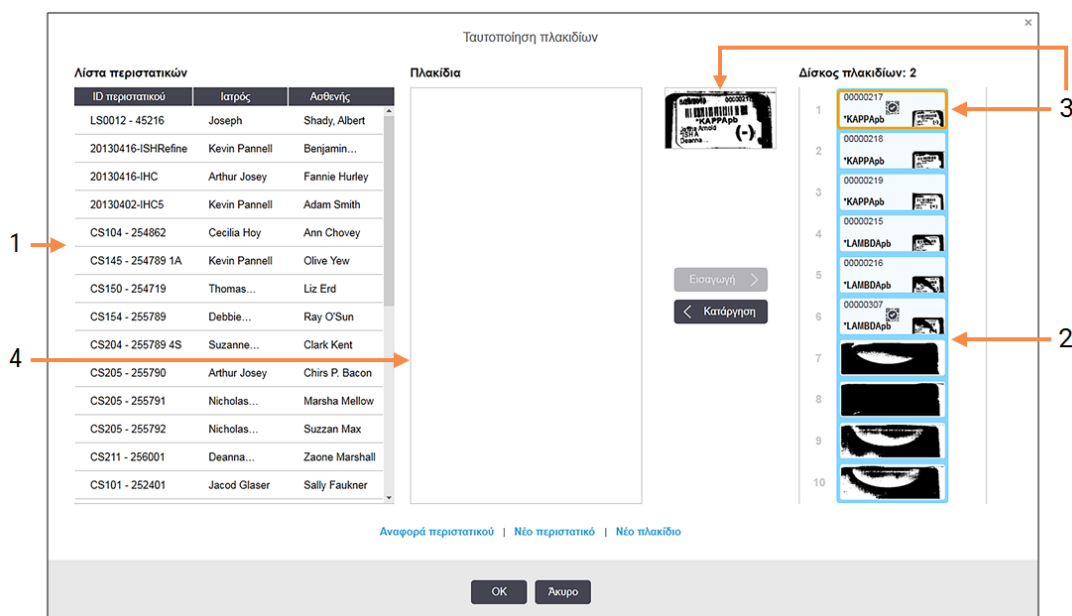 ×
Ταυτοποίηση πλακιδίων
Λίστα περιστατικών
ID περιστατικού Ιατρός Ασθενής
LS0012 - 45216 Joseph Shady, Albert
20130416-ISHRefine Kevin Pannell Benjamin...
20130416-IHC Arthur Josey Fannie Hurley
20130402-IHC5 Kevin Pannell Adam Smith
CS104 - 254862 Cecilia Hoy Ann Chovey
CS145 - 254789 1A Kevin Pannell Olive Yew
CS150 - 254719 Thomas... Liz Erd
CS154 - 255789 Debbie... Ray O'Sun
CS204 - 255789 4S Suzanne... Clark Kent
CS205 - 255790 Arthur Josey Chirs P. Bacon
CS205 - 255791 Nicholas... Marsha Mellow
CS205 - 255792 Nicholas... Suzzan Max
CS211 - 256001 Deanna... Zaone Marshall
CS101 - 252401 Jacod Glaser Sally Faukner
Πλακίδια
*KAPPApb
Arnold
(-)
Deanna...
Εισαγωγή >
< Κατάργηση
Δίσκος πλακιδίων: 2
1 00000217
*KAPPApb
2 00000218
*KAPPApb
3 00000219
*KAPPApb
4 00000215
*LAMBDApb
5 00000216
*LAMBDApb
6 00000307
*LAMBDApb
7
8
9
10
Αναφορά περιστατικού | Νέο περιστατικό | Νέο πλακίδιο
OK Άκυρο
1
4
3
2